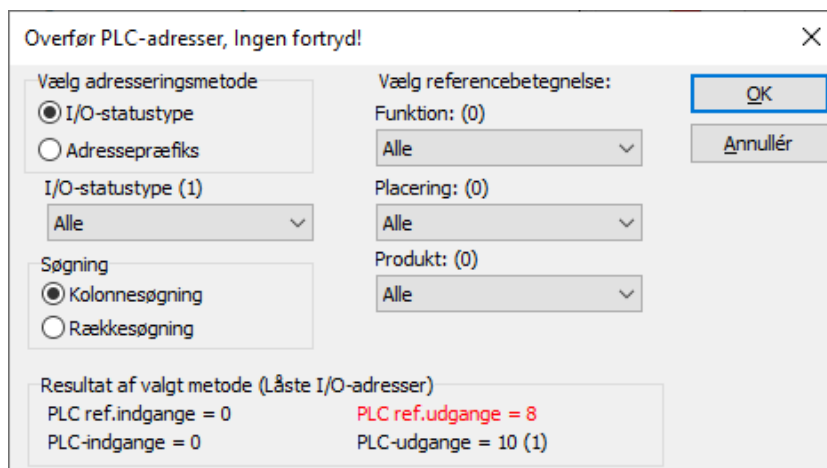 Overfør PLC-adresser, Ingen fortryd!
Vælg adresseringsmetode
I/O-statustype
Adressepræfiks
I/O-statustype (1)
Alle
Søgning
Kolonnesøgning
Rækkesøgning
Vælg referencebetegnelse:
Funktion: (0)
Alle
Placering: (0)
Alle
Produkt: (0)
Alle
OK
Annullér
Resultat af valgt metode (Låste I/O-adresser)
PLC ref.indgange = 0
PLC ref.udgange = 8
PLC-indgange = 0
PLC-udgange = 10 (1)